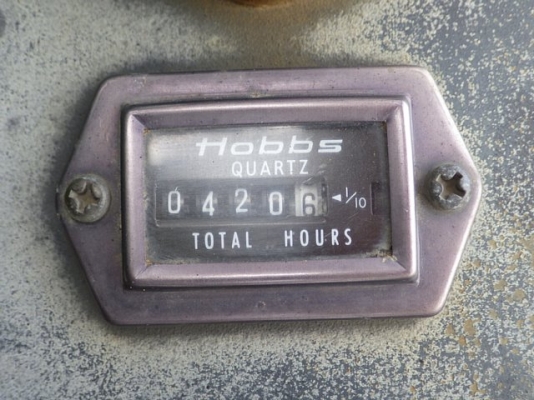 Hobbs
QUARTZ
04206 ◄1/10
TOTAL HOURS